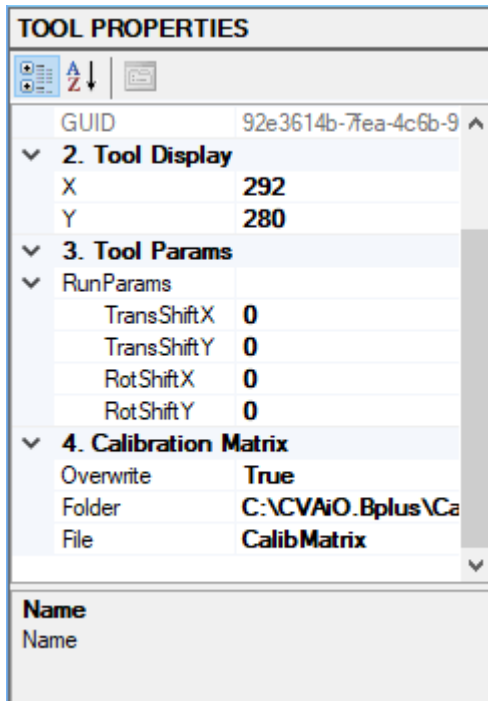 TOOL PROPERTIES
GUID 92e3614b-7fea-4c6b-9
2. Tool Display
X 292
Y 280
3. Tool Params
RunParams
TransShiftX 0
TransShiftY 0
RotShiftX 0
RotShiftY 0
4. Calibration Matrix
Overwrite True
Folder C:\CVAiO.Bplus\Ca
File CalibMatrix
Name
Name